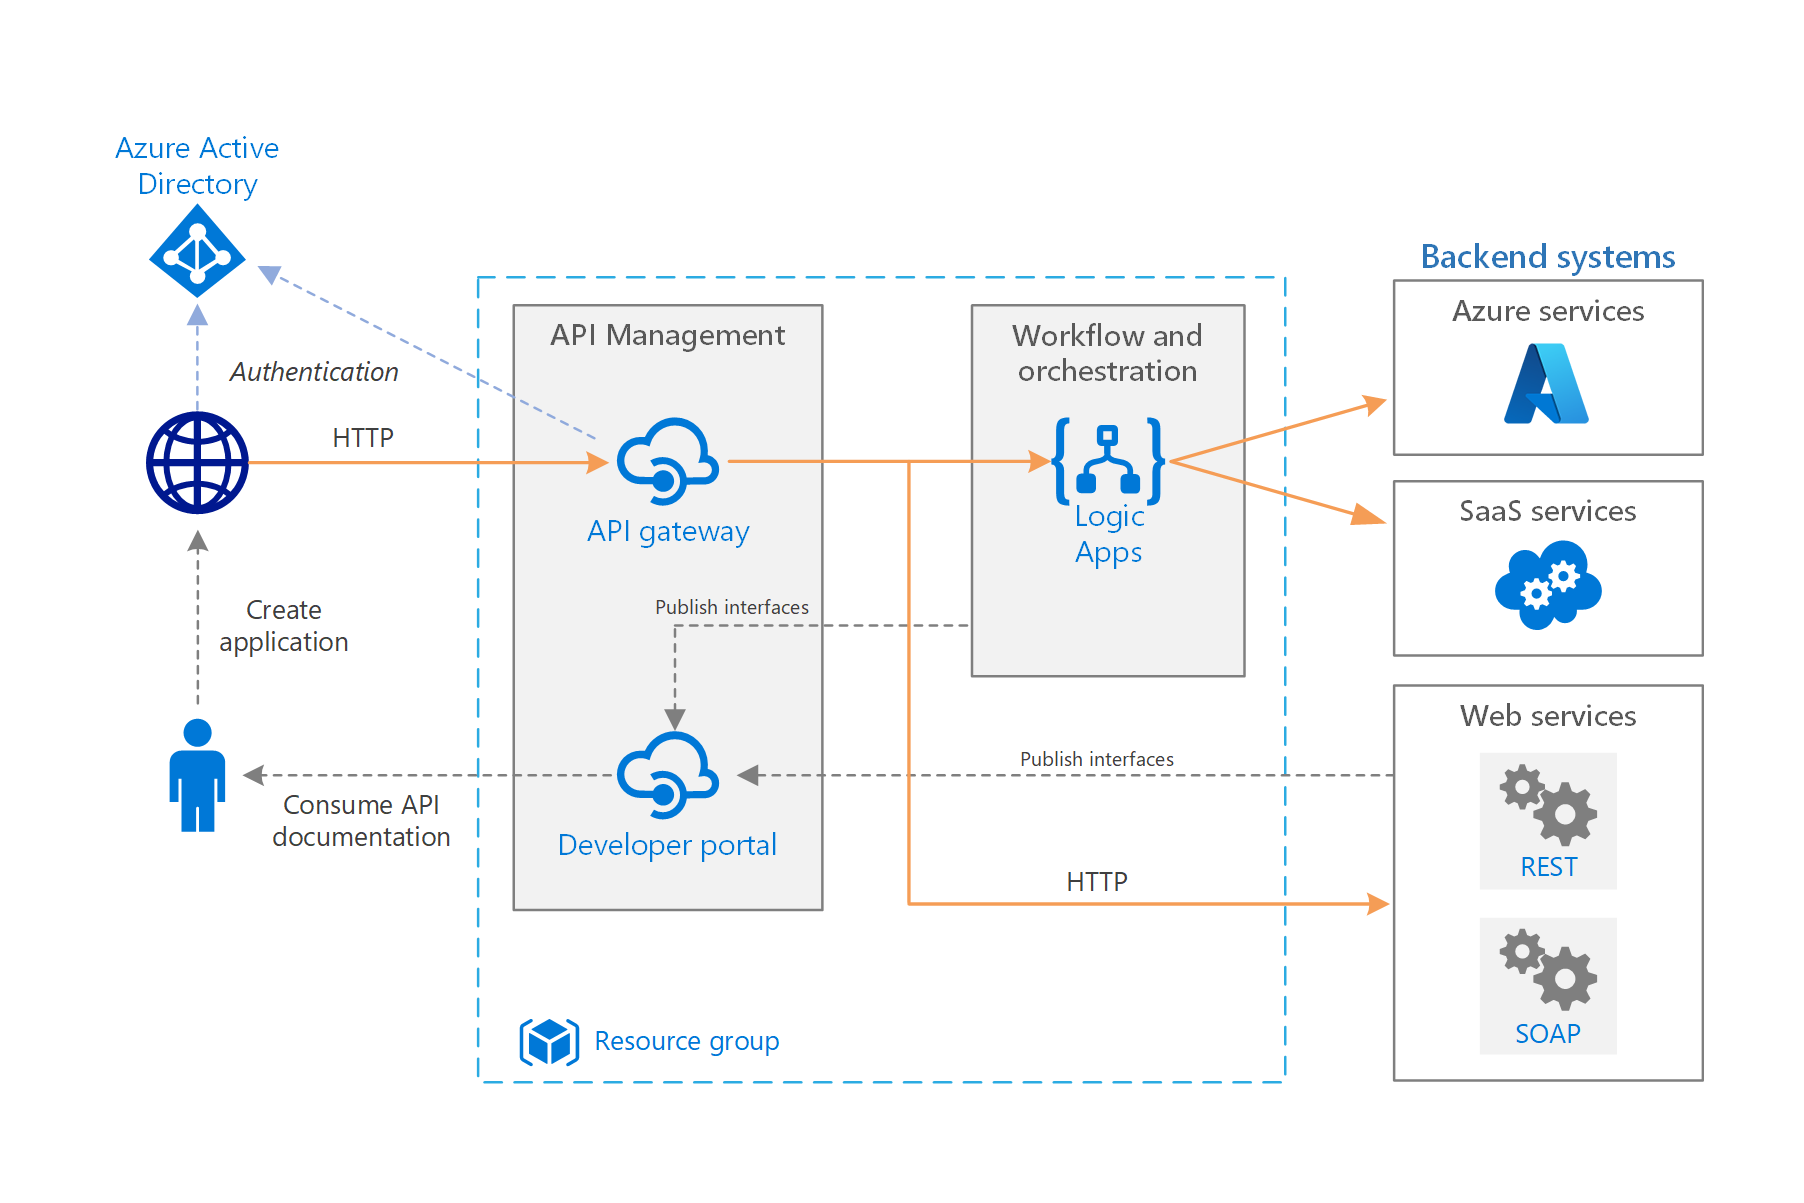 Azure Active
Directory
Authentication
HTTP
Create
application
Consume API
documentation
API Management
API gateway
Publish interfaces
Developer portal
Resource group
Workflow and
orchestration
Logic
Apps
Publish interfaces
HTTP
Backend systems
Azure services
SaaS services
Web services
REST
SOAP